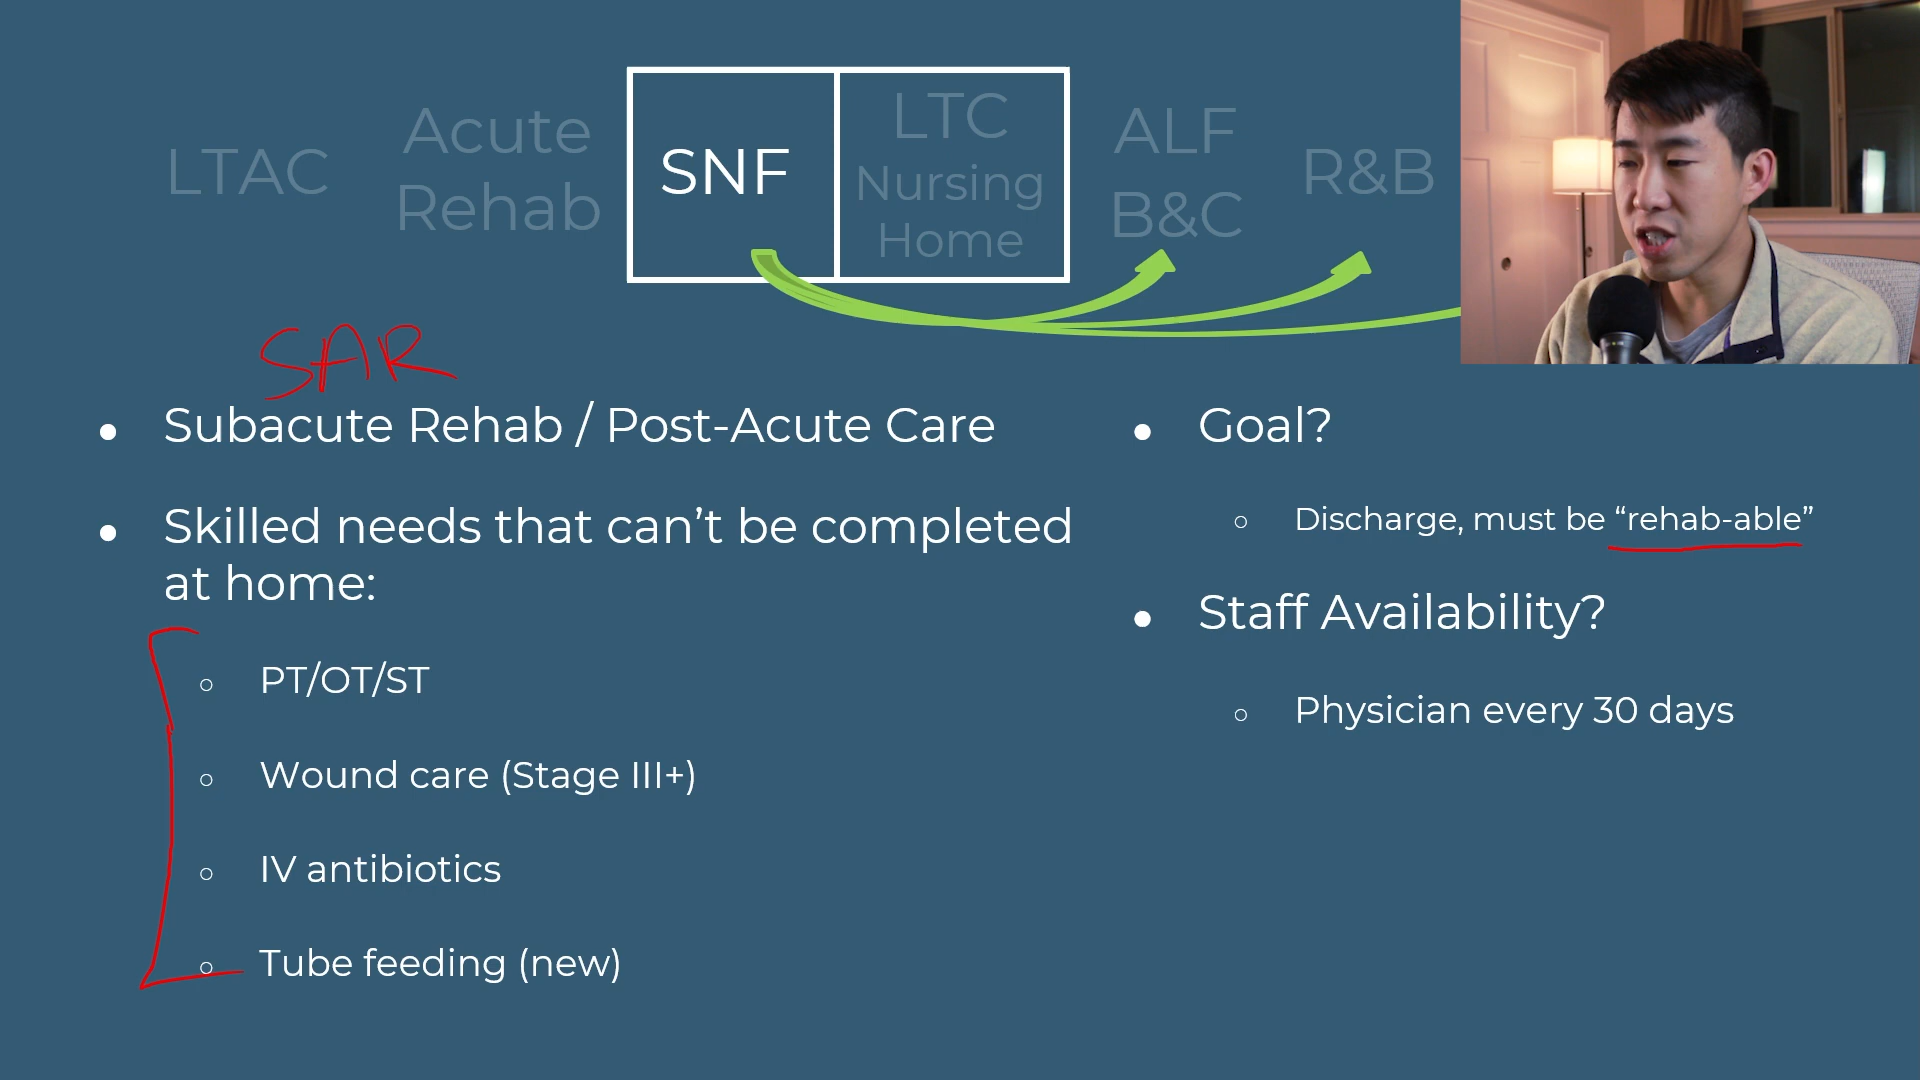 LTAC
Acute
Rehab
SNF
LTC
Nursing
Home
ALF
B&C
R&B
SAR
• Subacute Rehab / Post-Acute Care
• Skilled needs that can’t be completed
at home:
○ PT/OT/ST
○ Wound care (Stage III+)
○ IV antibiotics
○ Tube feeding (new)
• Goal?
○ Discharge, must be “rehab-able”
• Staff Availability?
○ Physician every 30 days